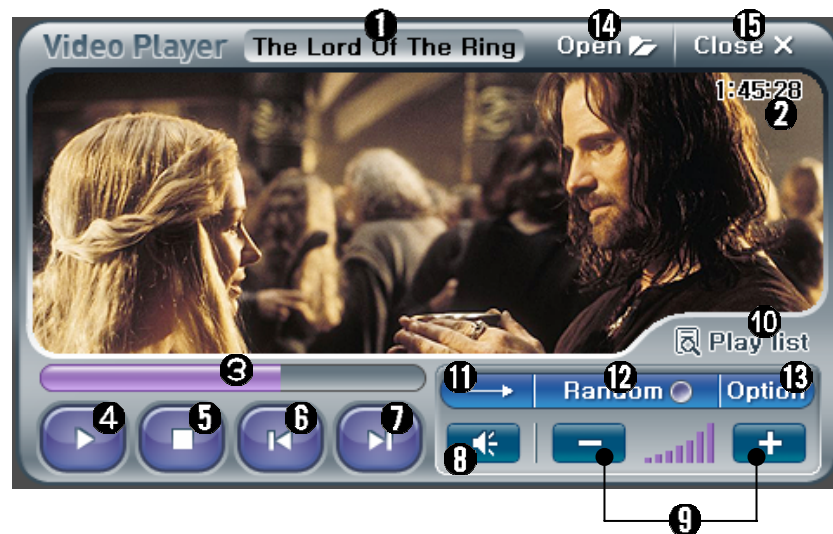 1 14 15
Video Player The Lord Of The Ring Open Close X
1:45:28
2
10
Play list
3 11 12 13
Random Option
4 5 6 7
8
9